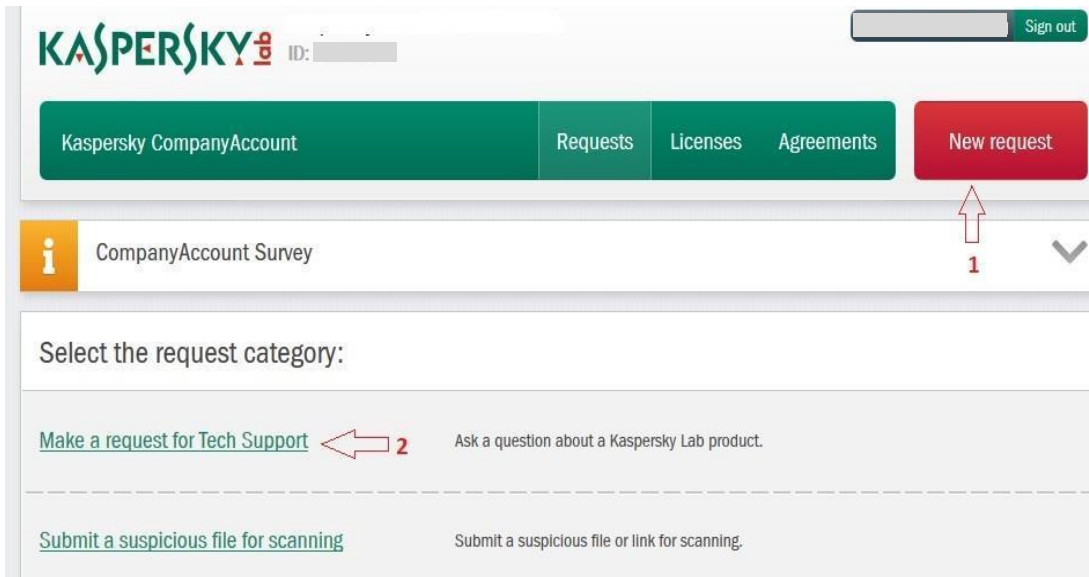 KASPERSKY lab
ID:
Sign out
Kaspersky CompanyAccount
Requests
Licenses
Agreements
New request
1
i
CompanyAccount Survey
Select the request category:
Make a request for Tech Support
2
Ask a question about a Kaspersky Lab product.
Submit a suspicious file for scanning
Submit a suspicious file or link for scanning.